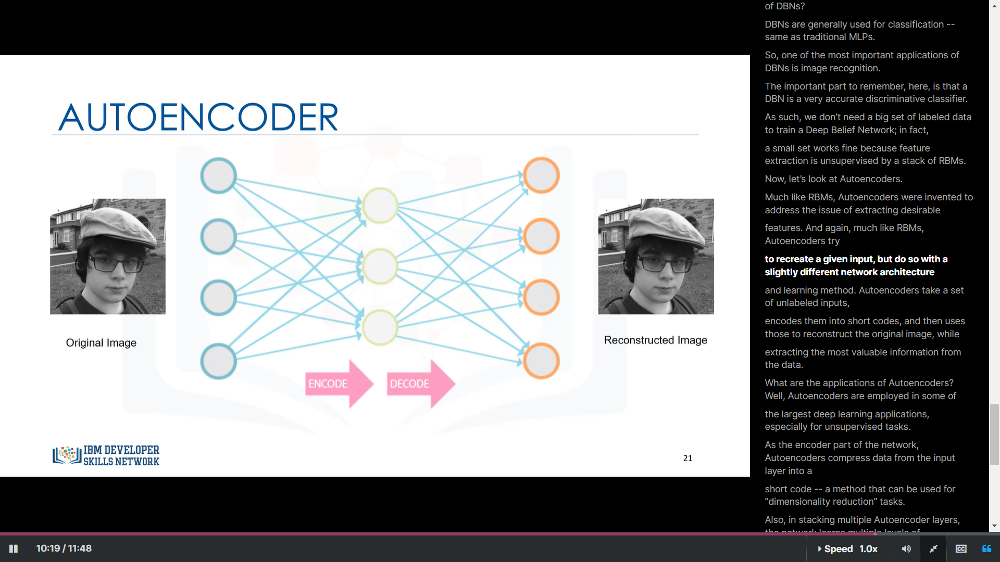 AUTOENCODER
Original Image
Reconstructed Image
ENCODE
DECODE
IBM DEVELOPER
SKILLS NETWORK
21
of DBNs?
DBNs are generally used for classification --
same as traditional MLPs.
So, one of the most important applications of
DBNs is image recognition.
The important part to remember, here, is that a
DBN is a very accurate discriminative classifier.
As such, we don’t need a big set of labeled data
to train a Deep Belief Network; in fact,
a small set works fine because feature
extraction is unsupervised by a stack of RBMs.
Now, let’s look at Autoencoders.
Much like RBMs, Autoencoders were invented to
address the issue of extracting desirable
features. And again, much like RBMs,
Autoencoders try
to recreate a given input, but do so with a
slightly different network architecture
and learning method. Autoencoders take a set
of unlabeled inputs,
encodes them into short codes, and then uses
those to reconstruct the original image, while
extracting the most valuable information from
the data.
What are the applications of Autoencoders?
Well, Autoencoders are employed in some of
the largest deep learning applications,
especially for unsupervised tasks.
As the encoder part of the network,
Autoencoders compress data from the input
layer into a
short code -- a method that can be used for
“dimensionality reduction” tasks.
Also, in stacking multiple Autoencoder layers,
the network learns multiple levels of
10:19 / 11:48
Speed 1.0x
CC